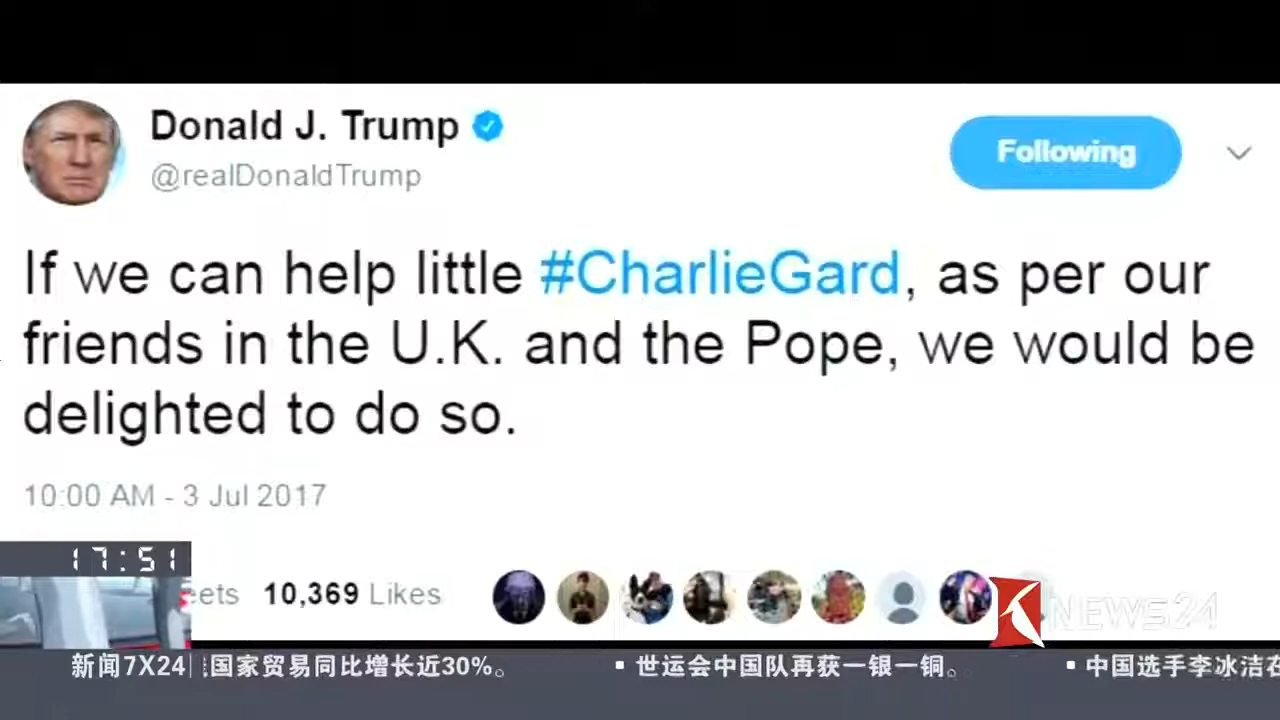 Donald J. Trump
@realDonaldTrump
Following
If we can help little #CharlieGard, as per our
friends in the U.K. and the Pope, we would be
delighted to do so.
10:00 AM - 3 Jul 2017
17:51
eets 10,369 Likes
K NEWS24
新闻7X24 国家贸易同比增长近30%。 ▪ 世运会中国队再获一银一铜。 ▪ 中国选手李冰洁在